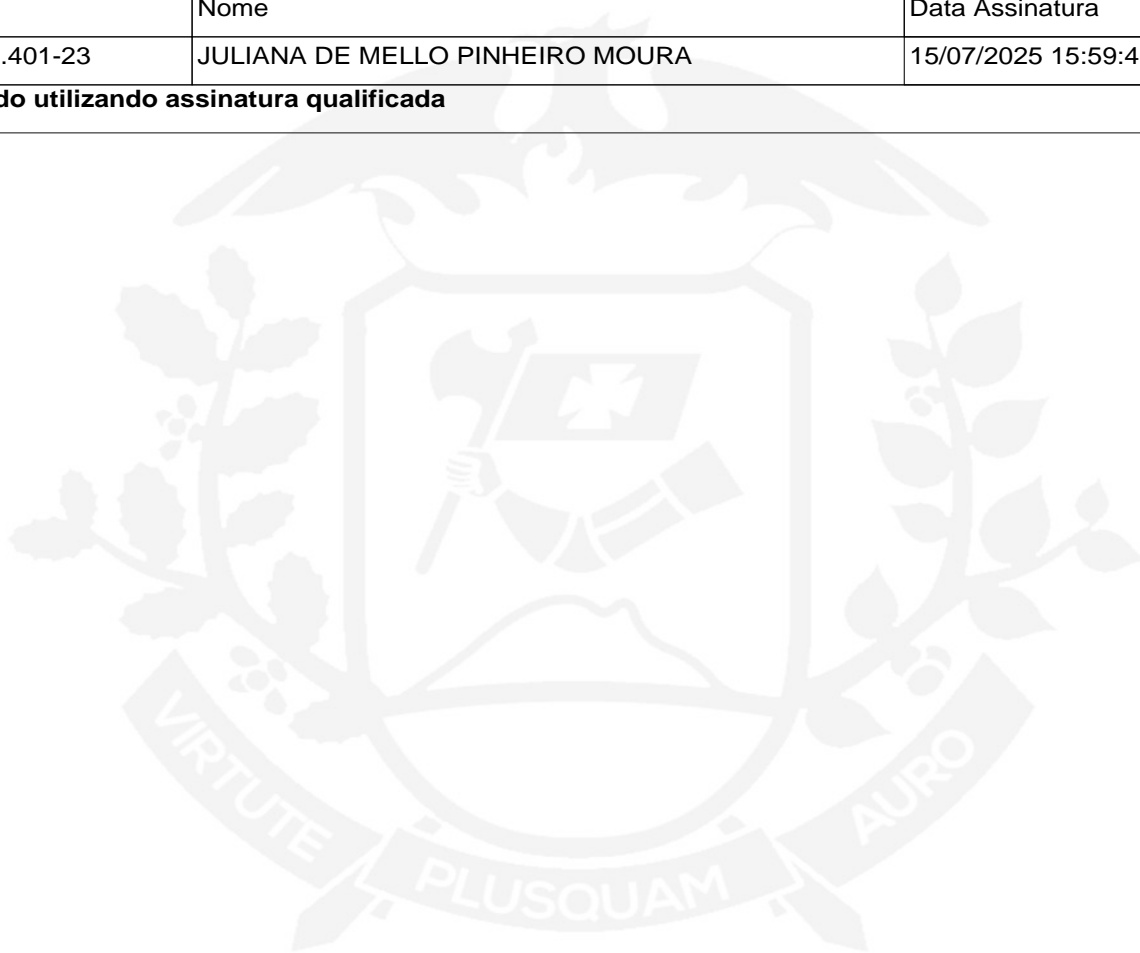 Nome Data Assinatura
.401-23 JULIANA DE MELLO PINHEIRO MOURA 15/07/2025 15:59:4
do utilizando assinatura qualificada
VIRTUTE PLUSQUAM AURO